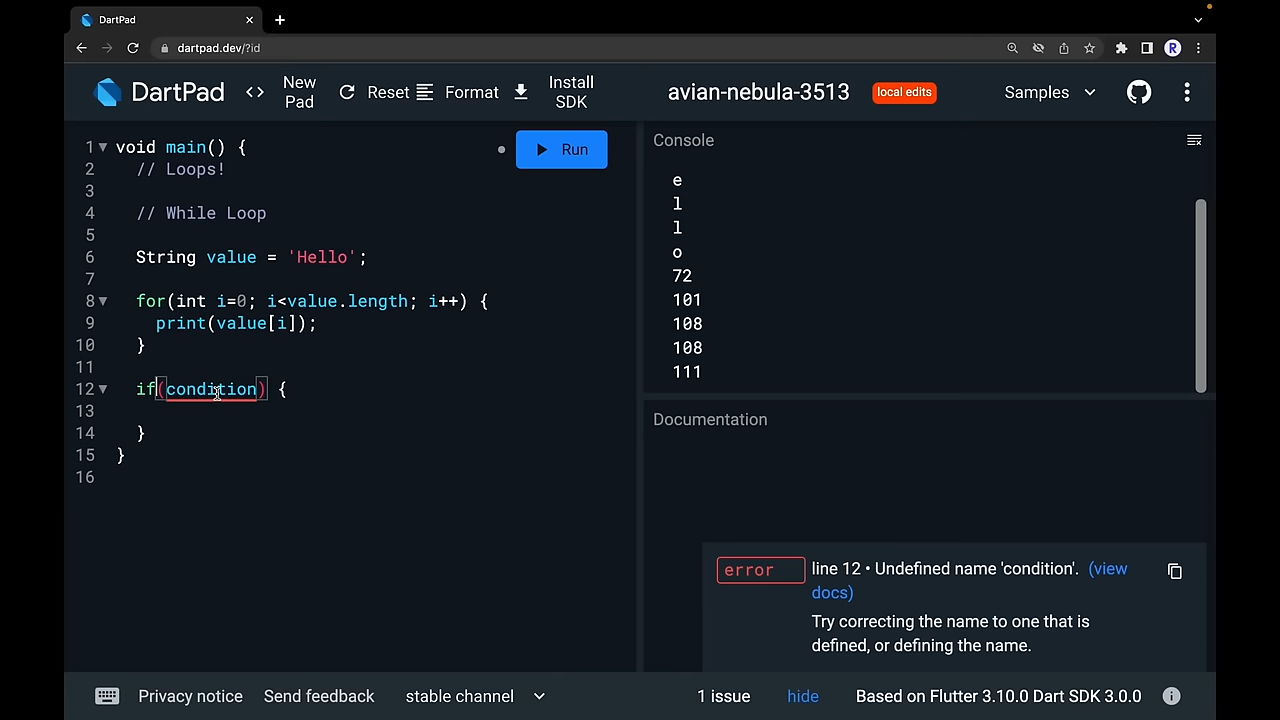 DartPad
dartpad.dev/?id
R
DartPad
<> New Pad
Reset
Format
Install SDK
avian-nebula-3513
local edits
Samples
1 void main() {
2 // Loops!
3
4 // While Loop
5
6 String value = 'Hello';
7
8 for(int i=0; i<value.length; i++) {
9 print(value[i]);
10 }
11
12 if(condition) {
13
14 }
15 }
16
Run
Console
e
l
l
o
72
101
108
108
111
Documentation
error
line 12 • Undefined name 'condition'. (view
docs)
Try correcting the name to one that is
defined, or defining the name.
Privacy notice
Send feedback
stable channel
1 issue
hide
Based on Flutter 3.10.0 Dart SDK 3.0.0